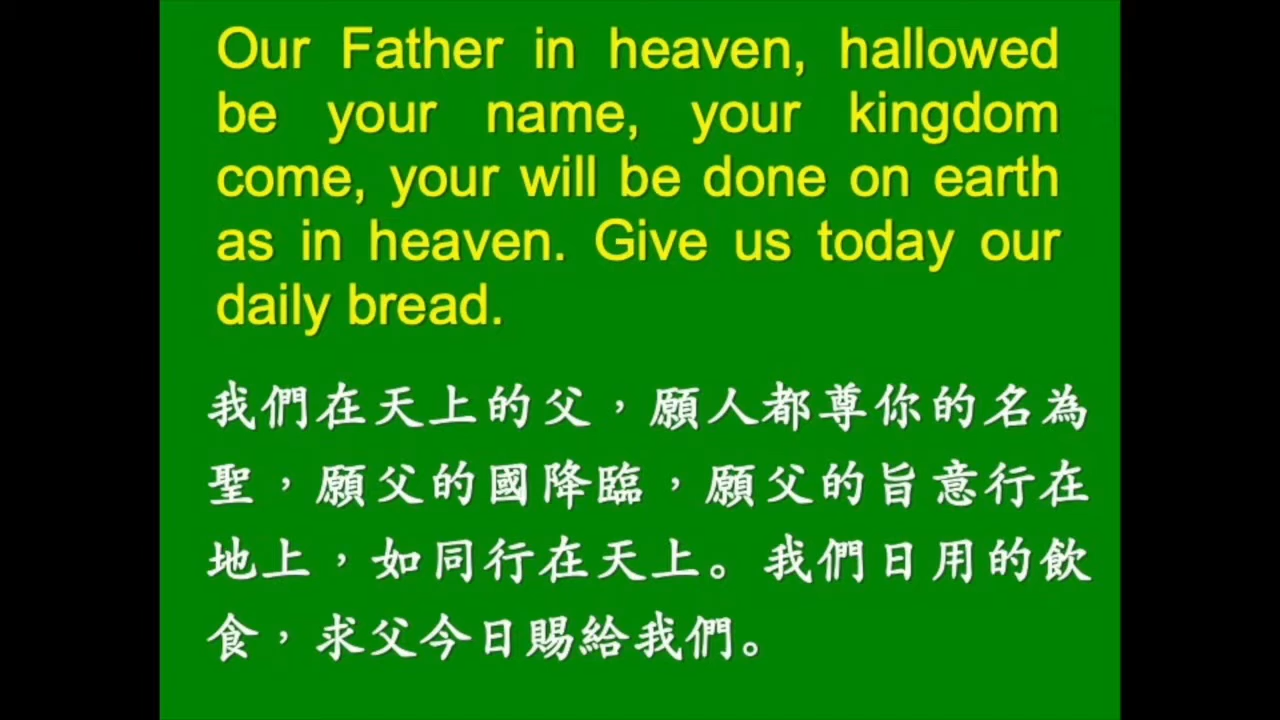 Our Father in heaven, hallowed
be your name, your kingdom
come, your will be done on earth
as in heaven. Give us today our
daily bread.
我們在天上的父，願人都尊你的名為
聖，願父的國降臨，願父的旨意行在
地上，如同行在天上。我們日用的飲
食，求父今日賜給我們。